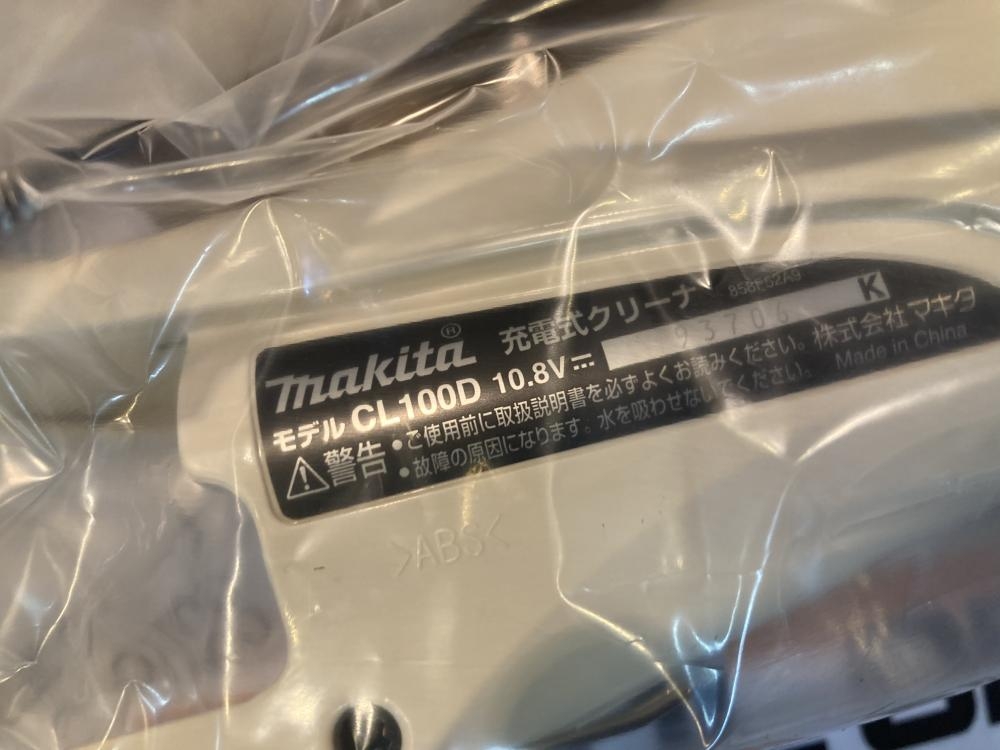 makita® 充電式クリーナ
モデル CL100D 10.8V
93706 K
⚠警告 •ご使用前に取扱説明書を必ずよくお読みください。 株式会社マキタ
•故障の原因になります。水を吸わせないでください。 Made in China
>ABS<